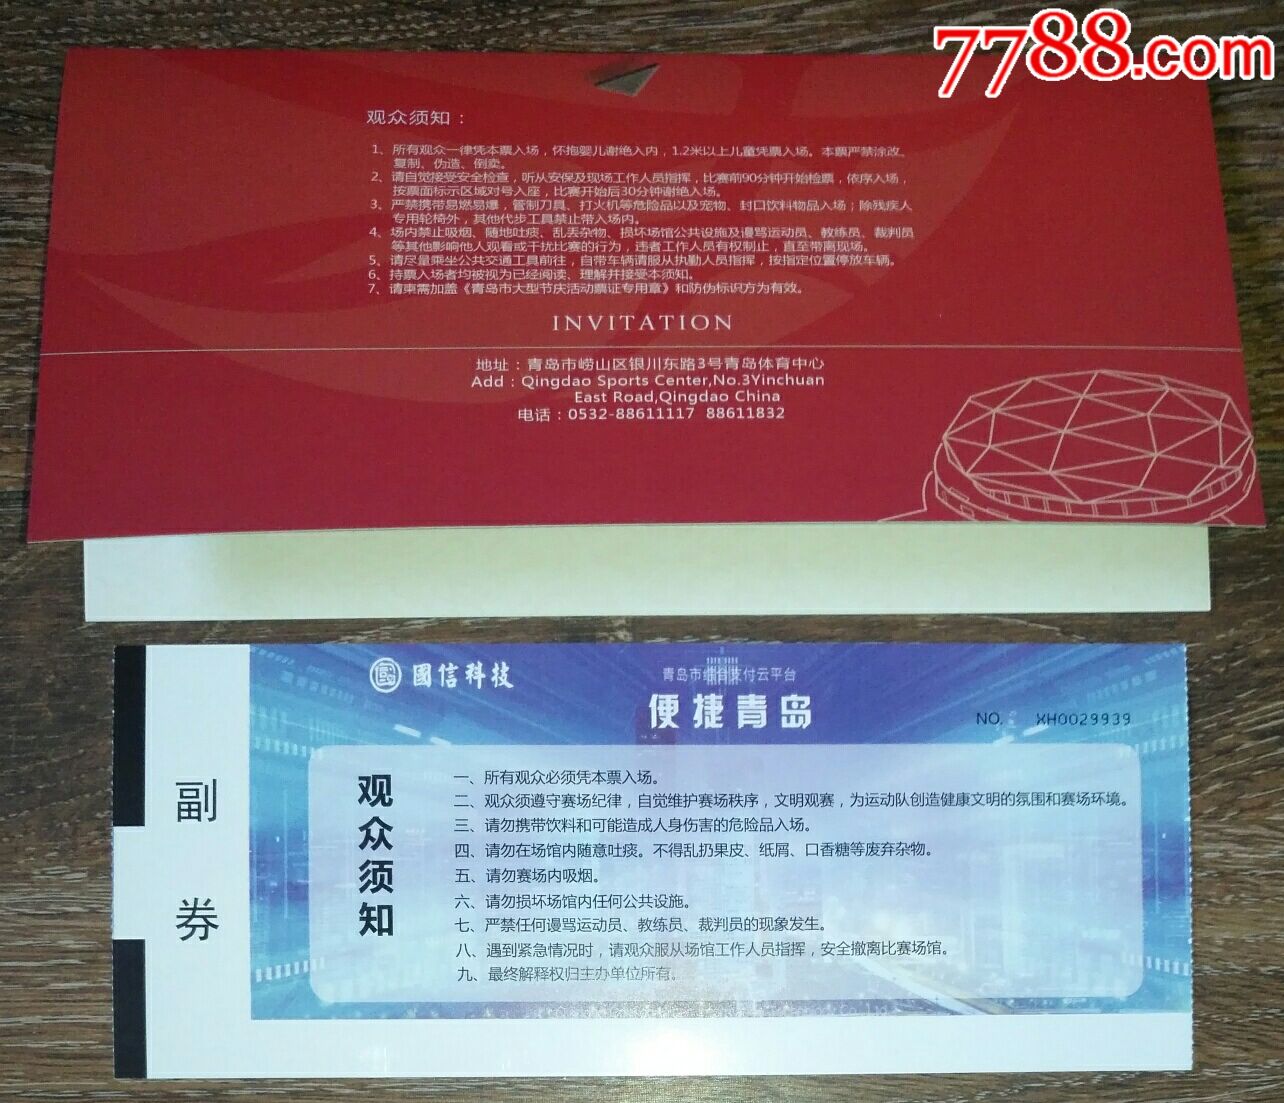 7788.com
观众须知：
1、所有观众一律凭本票入场，怀抱婴儿谢绝入内，1.2米以上儿童凭票入场。本票严禁涂改、
复制、伪造、倒卖。
2、请自觉接受安全检查，听从安保及现场工作人员指挥，比赛前90分钟开始检票，依序入场，
按票面标示区域对号入座，比赛开始后30分钟谢绝入场。
3、严禁携带易燃易爆，管制刀具、打火机等危险品以及宠物、封口饮料物品入场；除残疾人
专用轮椅外，其他代步工具禁止带入场内。
4、场内禁止吸烟、随地吐痰、乱丢杂物、损坏场馆公共设施及谩骂运动员、教练员、裁判员
等其他影响他人观看或干扰比赛的行为，违者工作人员有权制止，直至带离现场。
5、请尽量乘坐公共交通工具前往，自带车辆请服从执勤人员指挥，按指定位置停放车辆。
6、持票入场者均被视为已经阅读、理解并接受本须知。
7、请柬需加盖《青岛市大型节庆活动票证专用章》和防伪标识方为有效。
INVITATION
地址：青岛市崂山区银川东路3号青岛体育中心
Add：Qingdao Sports Center,No.3Yinchuan
East Road,Qingdao China
电话：0532-88611117 88611832
國信科技
青岛市综合支付云平台
便捷青岛
NO. XH0029939
副券
观众须知
一、所有观众必须凭本票入场。
二、观众须遵守赛场纪律，自觉维护赛场秩序，文明观赛，为运动队创造健康文明的氛围和赛场环境。
三、请勿携带饮料和可能造成人身伤害的危险品入场。
四、请勿在场馆内随意吐痰。不得乱扔果皮、纸屑、口香糖等废弃杂物。
五、请勿赛场内吸烟。
六、请勿损坏场馆内任何公共设施。
七、严禁任何谩骂运动员、教练员、裁判员的现象发生。
八、遇到紧急情况时，请观众服从场馆工作人员指挥，安全撤离比赛场馆。
九、最终解释权归主办单位所有。